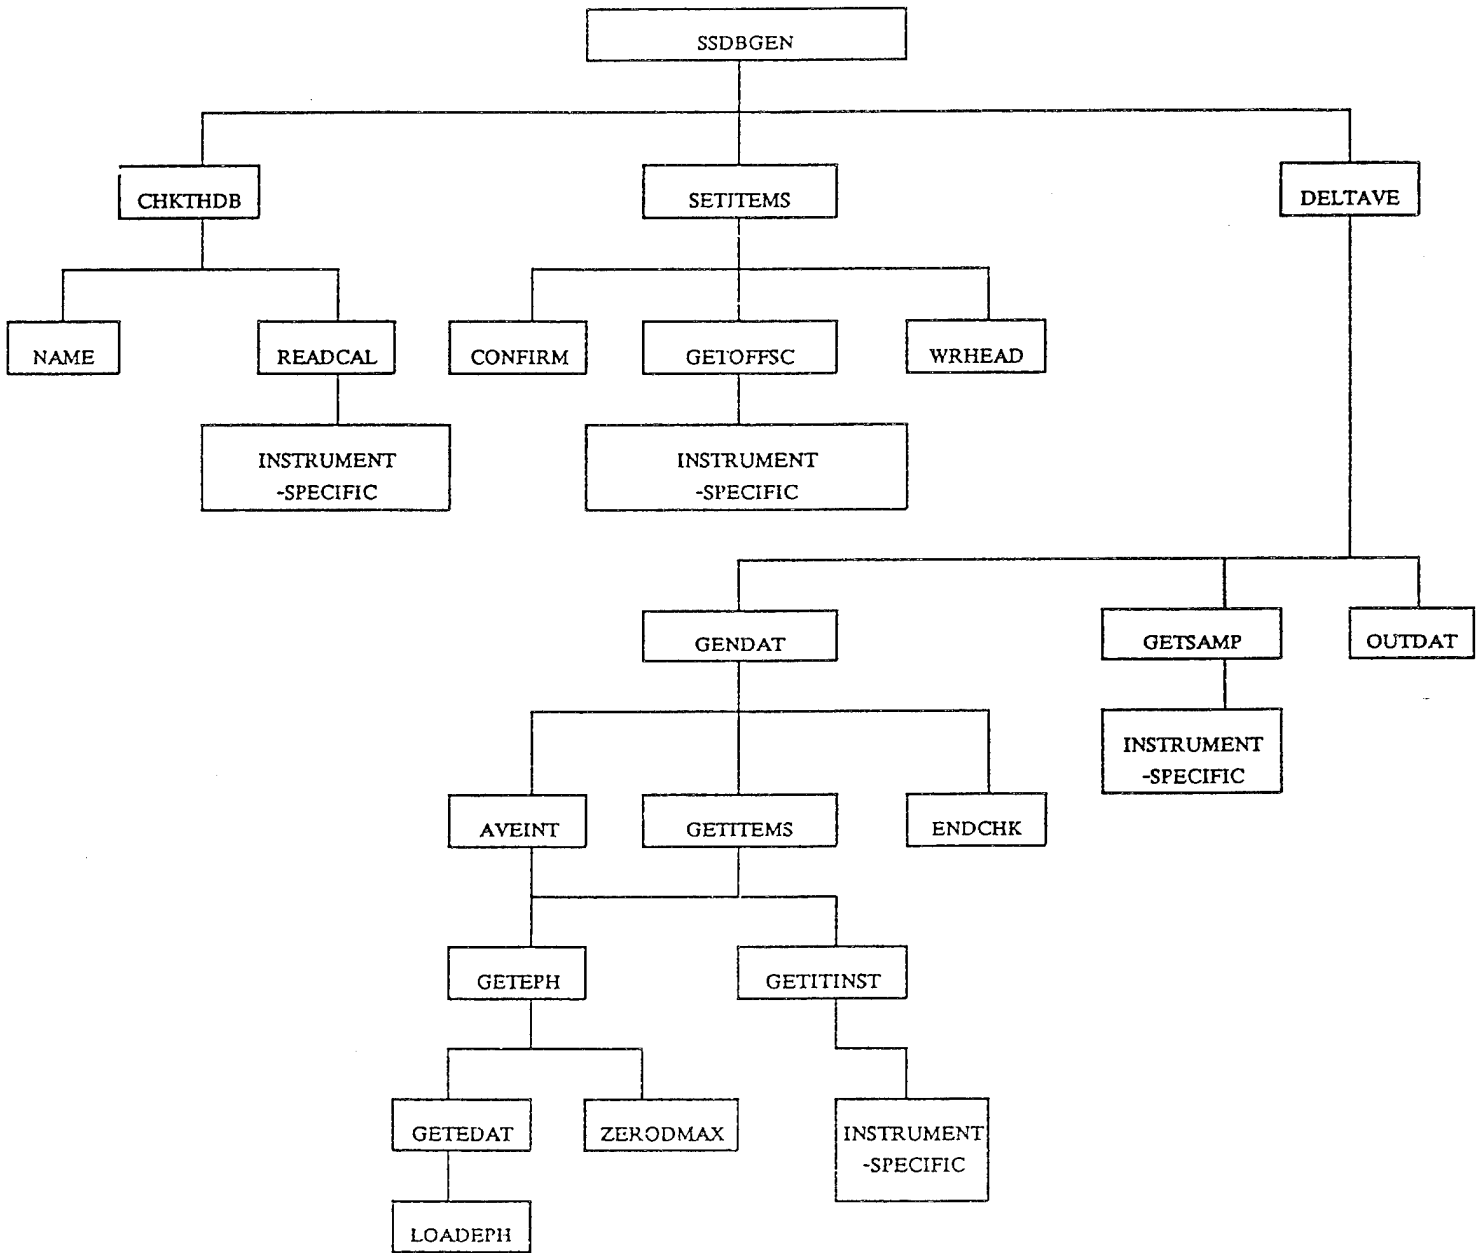 SSDBGEN
CHKTHDB
SETITEMS
DELTAVE
NAME
READCAL
CONFIRM
GETOFFSC
WRHEAD
INSTRUMENT
-SPECIFIC
INSTRUMENT
-SPECIFIC
GENDAT
GETSAMP
OUTDAT
INSTRUMENT
-SPECIFIC
AVEINT
GETITEMS
ENDCHK
GETEPH
GETITINST
GETEDAT
ZERODMAX
INSTRUMENT
-SPECIFIC
LOADEPH